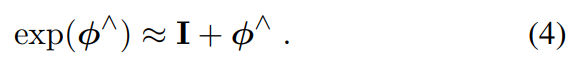 exp(ϕ^∧) ≈ I + ϕ^∧ . (4)